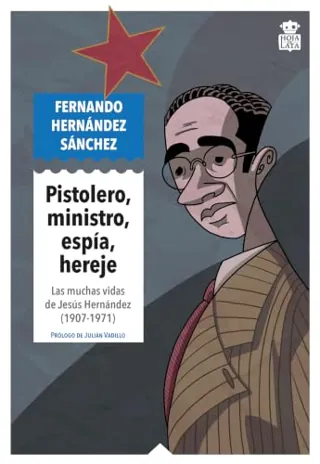 HOJA
DE
LATA
FERNANDO
HERNÁNDEZ
SÁNCHEZ
Pistolero,
ministro,
espía,
hereje
Las muchas vidas
de Jesús Hernández
(1907-1971)
PRÓLOGO DE JULIÁN VADILLO